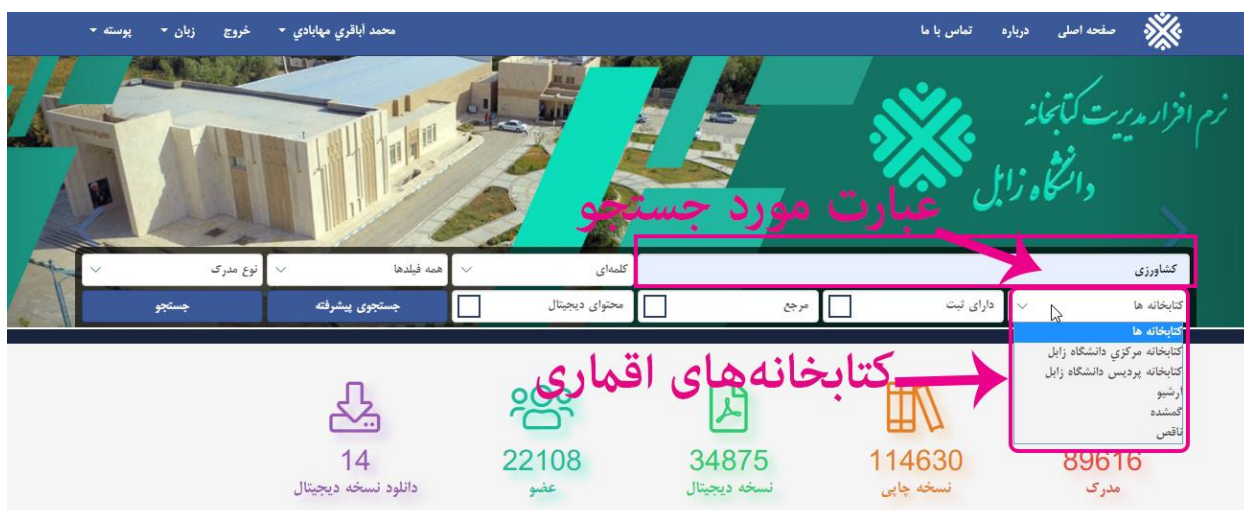 صفحه اصلی
درباره
تماس با ما
محمد آباقري مهابادي
خروج
زبان
پوسته
نرم افزار مدیریت کتابخانه
دانشگاه زابل
عبارت مورد جستجو
کشاورزی
کلمه‌ای
همه فیلدها
نوع مدرک
کتابخانه ها
دارای ثبت
مرجع
محتوای دیجیتال
جستجوی پیشرفته
جستجو
کتابخانه ها
کتابخانه مرکزي دانشگاه زابل
کتابخانه پردیس دانشگاه زابل
آرشیو
گمشده
ناقص
کتابخانه‌های اقماری
89616
مدرک
114630
نسخه چاپی
34875
نسخه دیجیتال
22108
عضو
14
دانلود نسخه دیجیتال